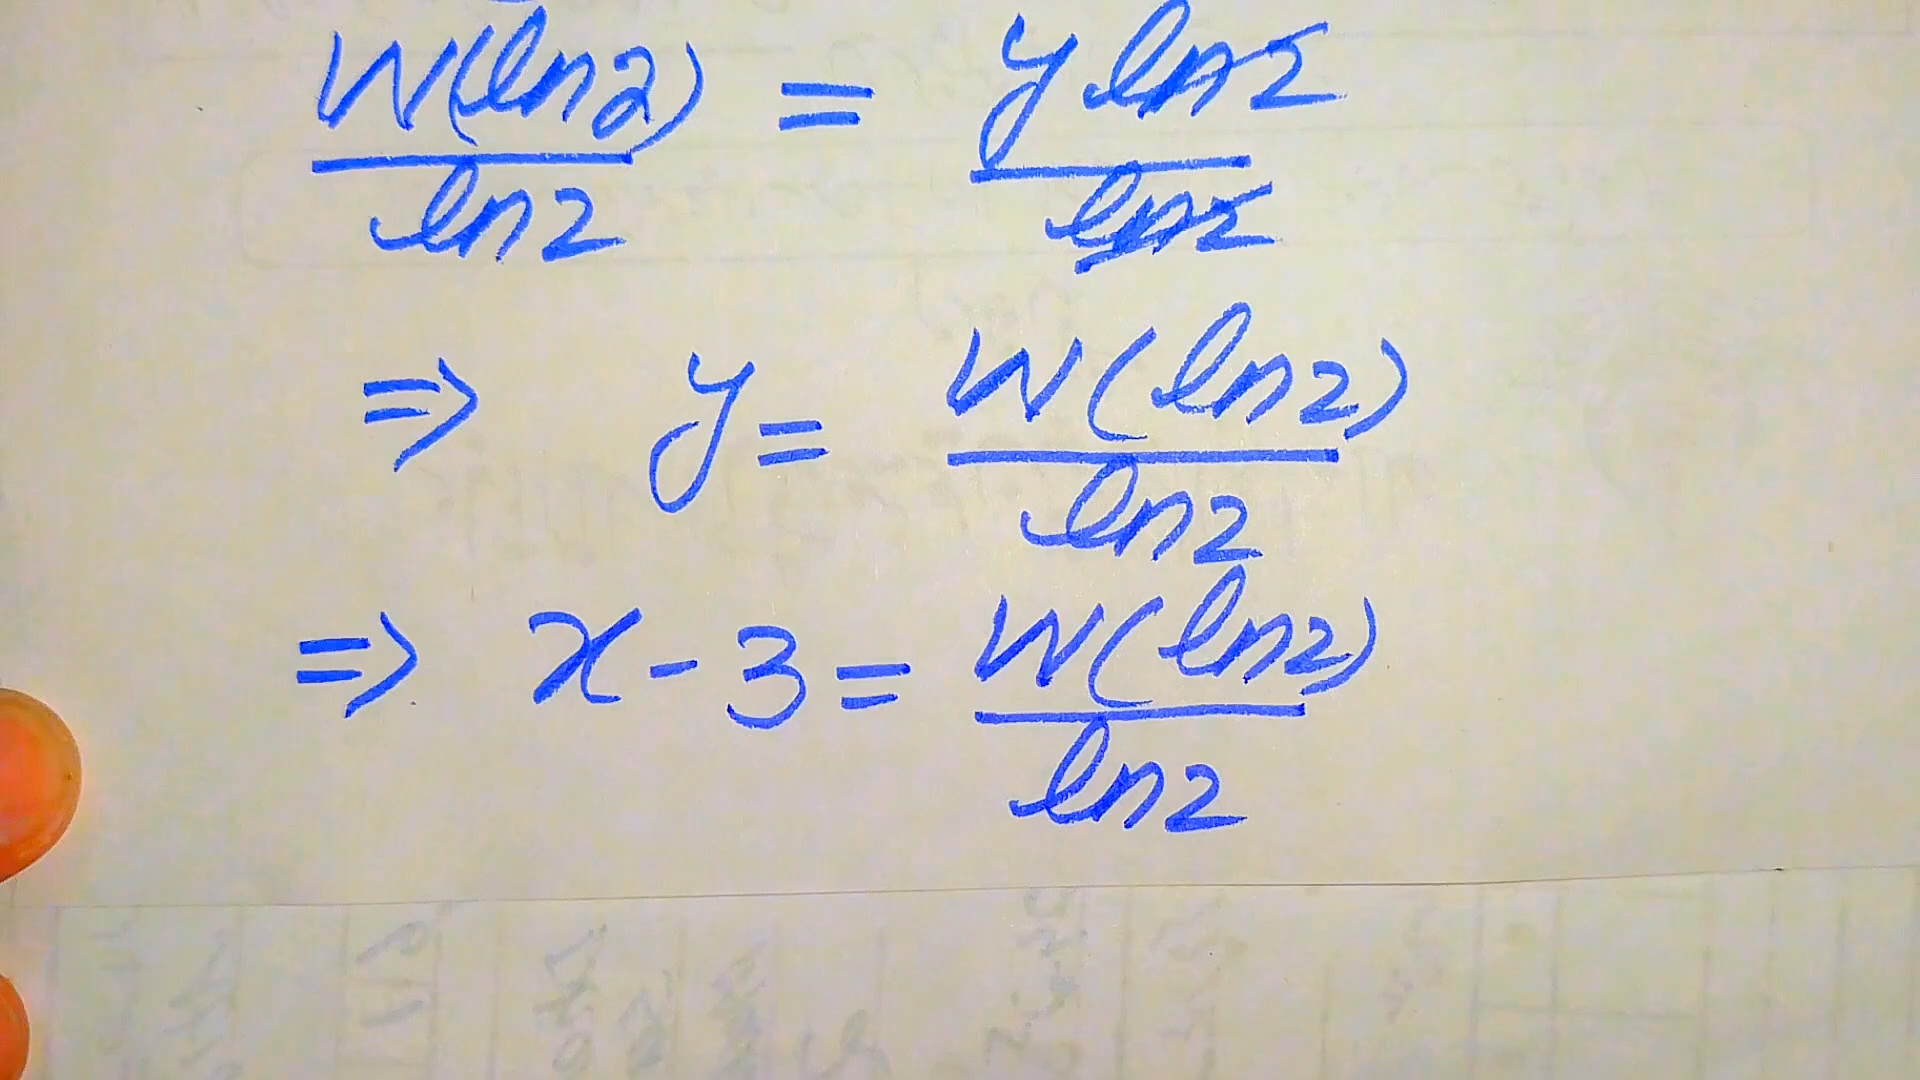 W(ln2)/ln2 = y ln2/ln2
⇒ y = W(ln2)/ln2
⇒ x - 3 = W(ln2)/ln2